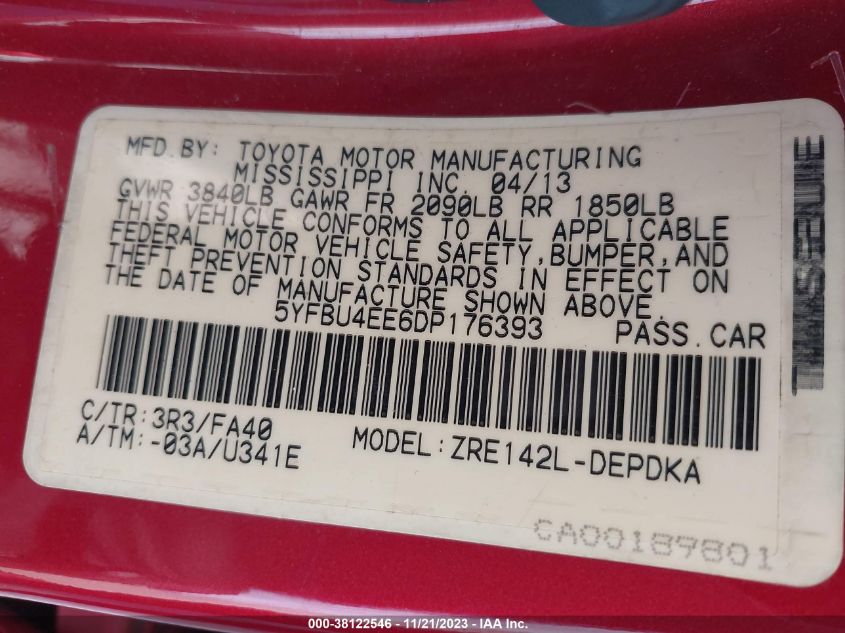 MFD.BY: TOYOTA MOTOR MANUFACTURING
MISSISSIPPI INC. 04/13
GVWR 3840LB GAWR FR 2090LB RR 1850LB
THIS VEHICLE CONFORMS TO ALL APPLICABLE
FEDERAL MOTOR VEHICLE SAFETY,BUMPER,AND
THEFT PREVENTION STANDARDS IN EFFECT ON
THE DATE OF MANUFACTURE SHOWN ABOVE.
5YFBU4EE6DP176393 PASS.CAR
C/TR:3R3/FA40
A/TM:-03A/U341E
MODEL:ZRE142L-DEPDKA
CA00189801
000-38122546 — 11/21/2023 — IAA Inc.